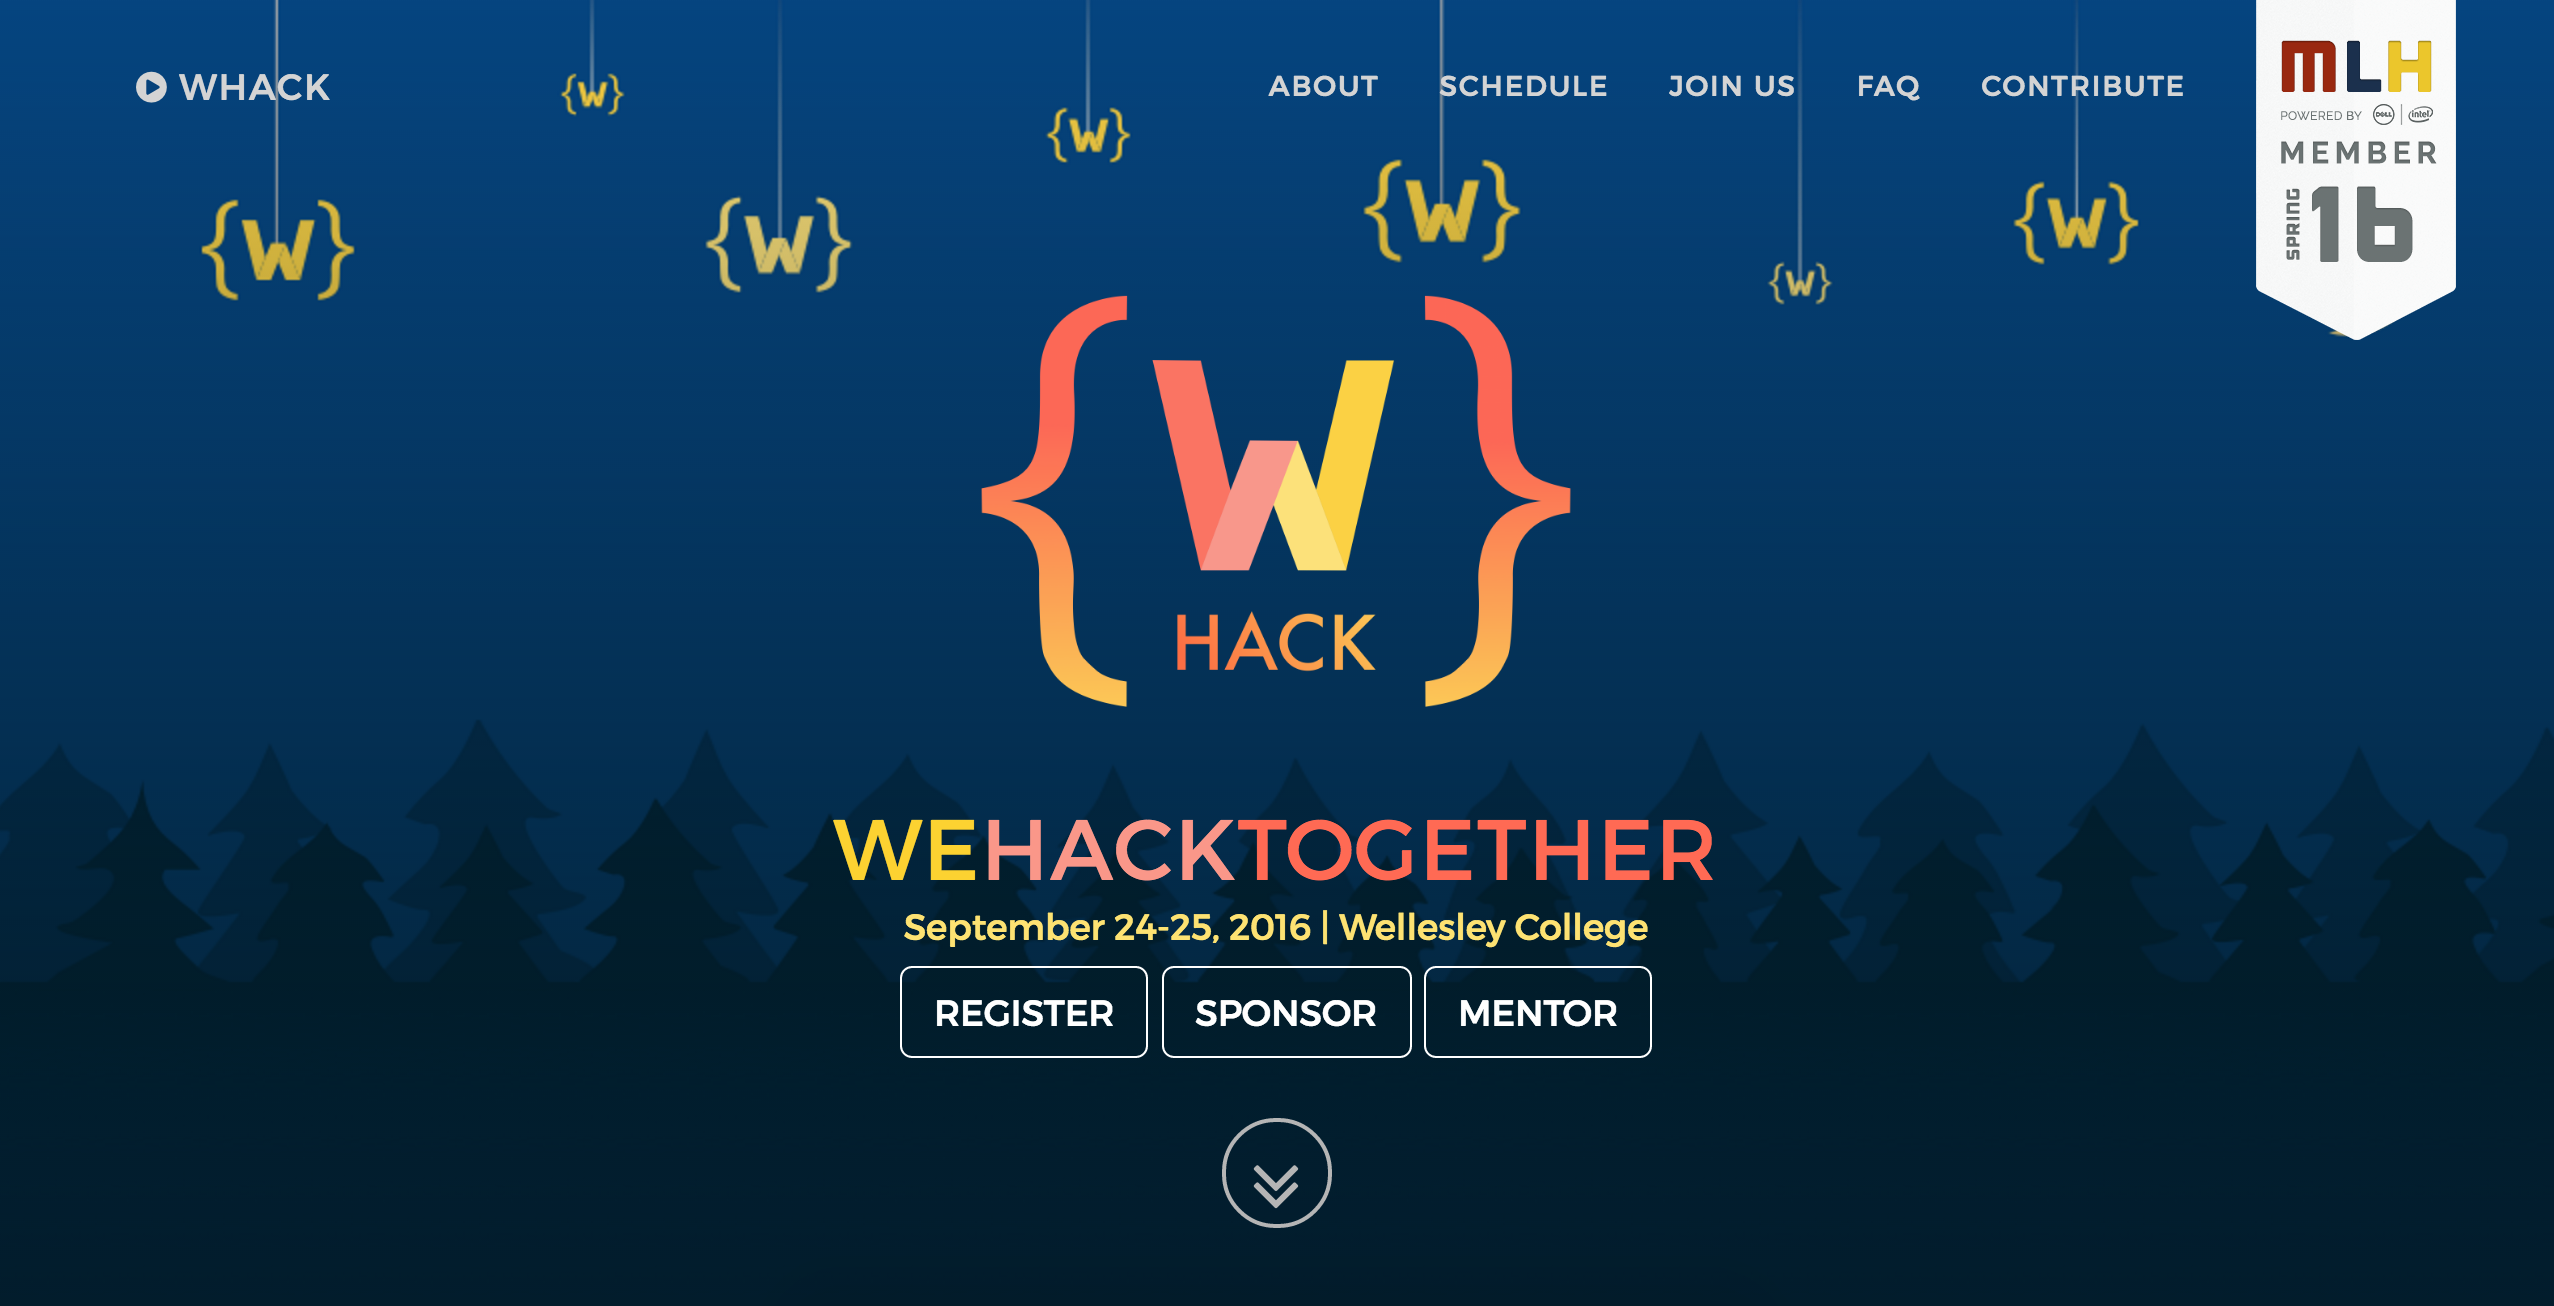 WHACK
{W}
{W}
{W}
{W}
{W}
{W}
{W}
ABOUT SCHEDULE JOIN US FAQ CONTRIBUTE
MLH
POWERED BY DELL | intel
MEMBER
SPRING 16
{W
HACK}
WEHACKTOGETHER
September 24-25, 2016 | Wellesley College
REGISTER SPONSOR MENTOR